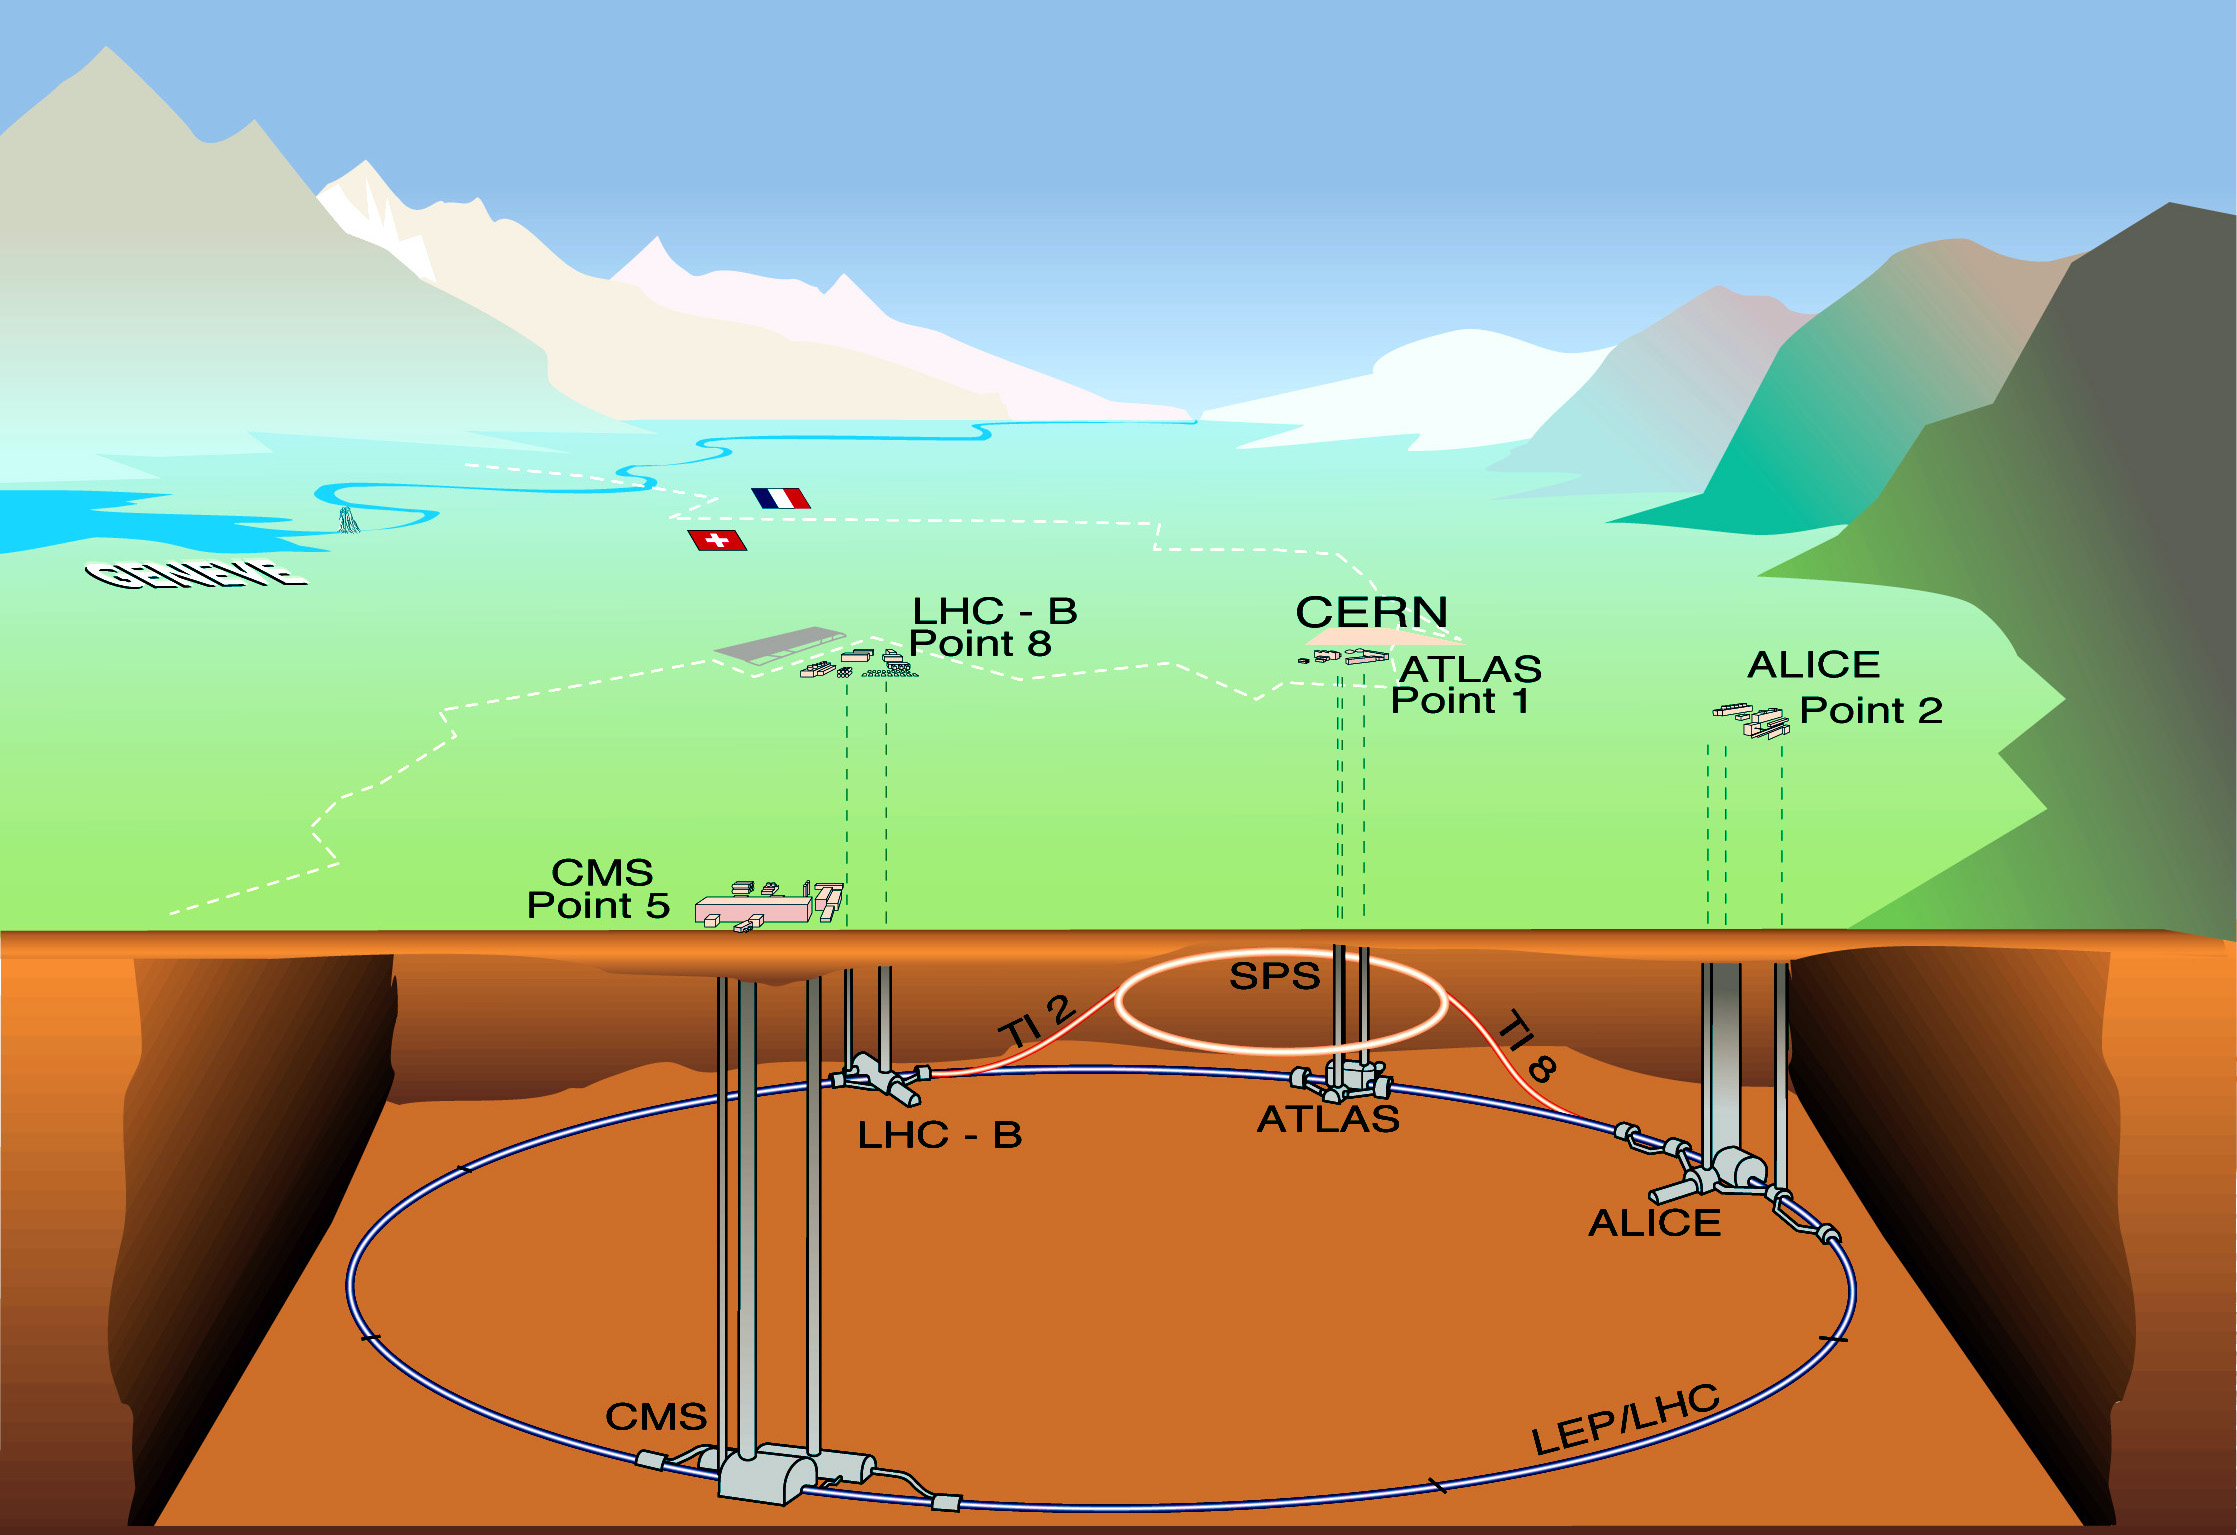 GENEVE
LHC - B
Point 8
CERN
ATLAS
Point 1
ALICE
Point 2
CMS
Point 5
SPS
TI 2
TI 8
LHC - B
ATLAS
ALICE
CMS
LEP/LHC